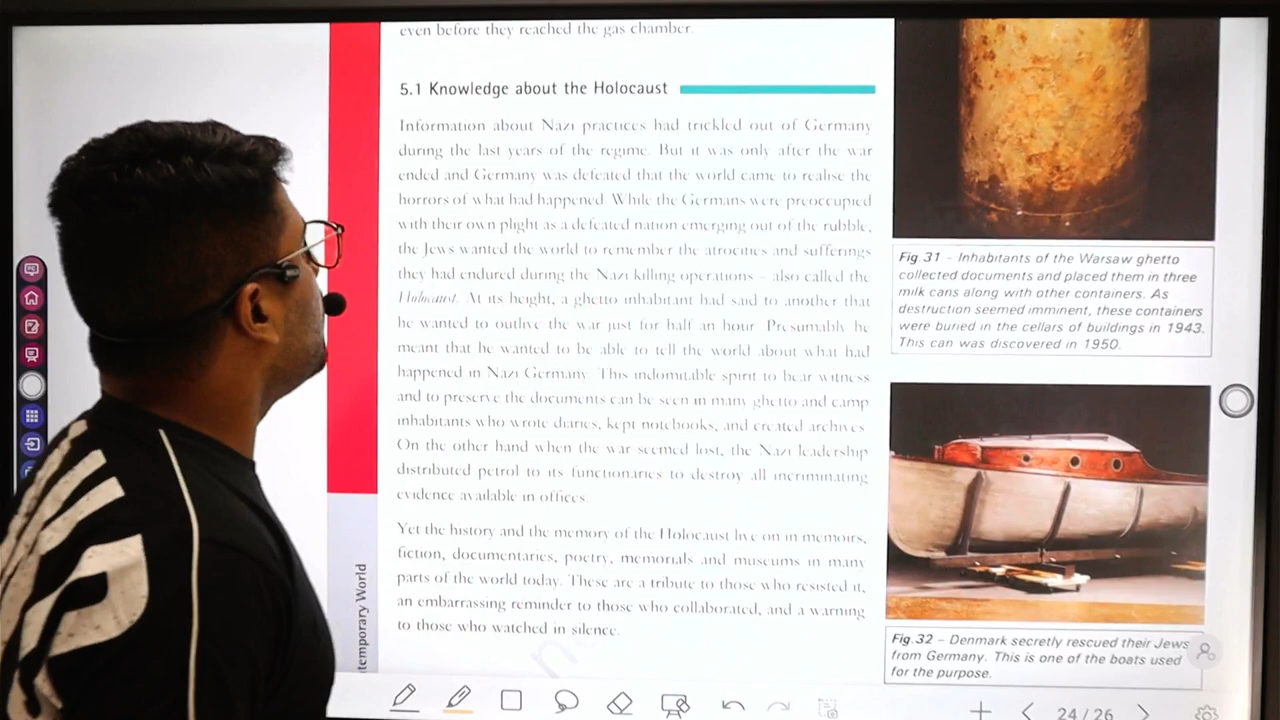 even before they reached the gas chamber.
5.1 Knowledge about the Holocaust
Information about Nazi practices had trickled out of Germany
during the last years of the regime. But it was only after the war
ended and Germany was defeated that the world came to realise the
horrors of what had happened. While the Germans were preoccupied
with their own plight as a defeated nation emerging out of the rubble,
the Jews wanted the world to remember the atrocities and sufferings
they had endured during the Nazi killing operations – also called the
Holocaust. At its height, a ghetto inhabitant had said to another that
he wanted to outlive the war just for half an hour. Presumably he
meant that he wanted to be able to tell the world about what had
happened in Nazi Germany. This indomitable spirit to bear witness
and to preserve the documents can be seen in many ghetto and camp
inhabitants who wrote diaries, kept notebooks, and created archives.
On the other hand when the war seemed lost, the Nazi leadership
distributed petrol to its functionaries to destroy all incriminating
evidence available in offices.
Yet the history and the memory of the Holocaust live on in memoirs,
fiction, documentaries, poetry, memorials and museums in many
parts of the world today. These are a tribute to those who resisted it,
an embarrassing reminder to those who collaborated, and a warning
to those who watched in silence.
Fig.31 – Inhabitants of the Warsaw ghetto
collected documents and placed them in three
milk cans along with other containers. As
destruction seemed imminent, these containers
were buried in the cellars of buildings in 1943.
This can was discovered in 1950.
Fig.32 – Denmark secretly rescued their Jews
from Germany. This is one of the boats used
for the purpose.
temporary World
24/26